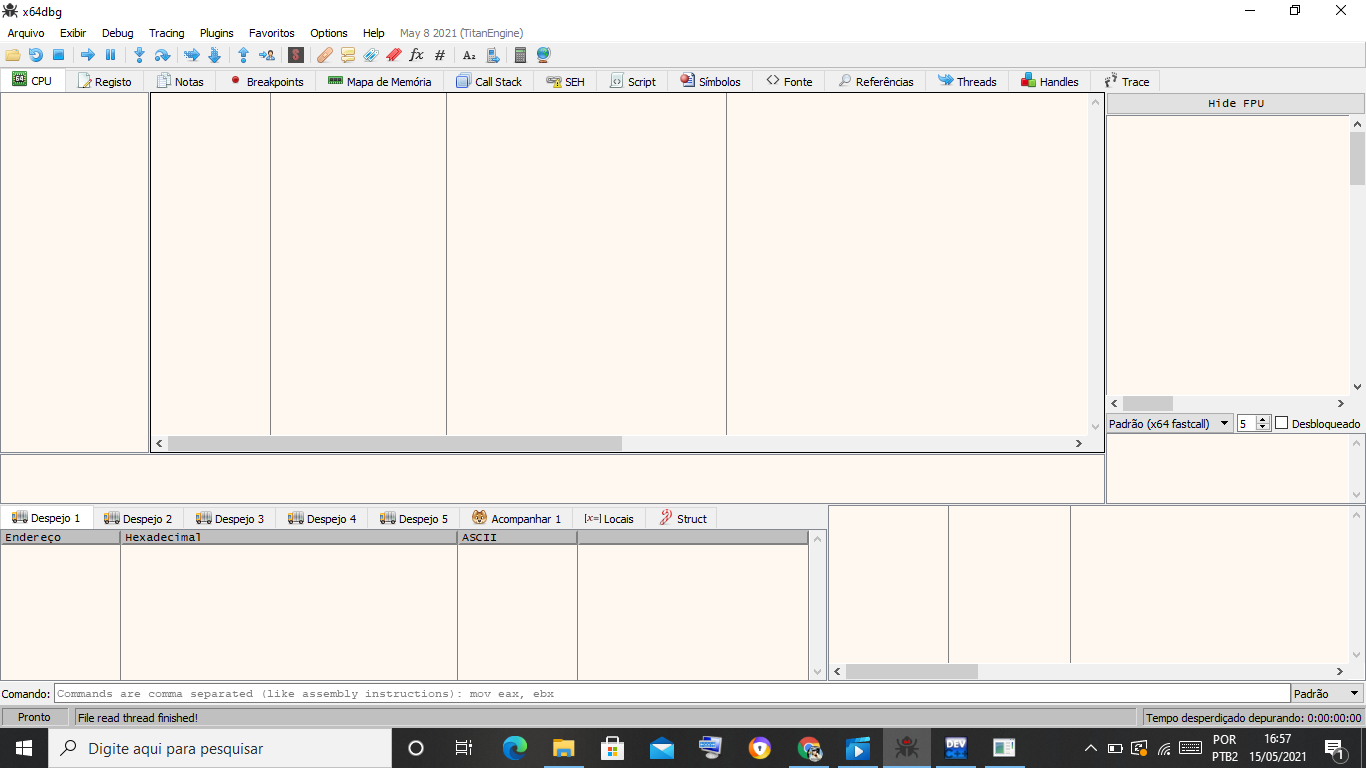 x64dbg
Arquivo Exibir Debug Tracing Plugins Favoritos Options Help May 8 2021 (TitanEngine)
CPU Registo Notas Breakpoints Mapa de Memória Call Stack SEH Script Símbolos Fonte Referências Threads Handles Trace
Hide FPU
Padrão (x64 fastcall) 5 Desbloqueado
Despejo 1 Despejo 2 Despejo 3 Despejo 4 Despejo 5 Acompanhar 1 [x=] Locais Struct
Endereço Hexadecimal ASCII
Comando: Commands are comma separated (like assembly instructions): mov eax, ebx Padrão
Pronto File read thread finished! Tempo desperdiçado depurando: 0:00:00:00
Digite aqui para pesquisar
DEV
POR
PTB2
16:57
15/05/2021
1